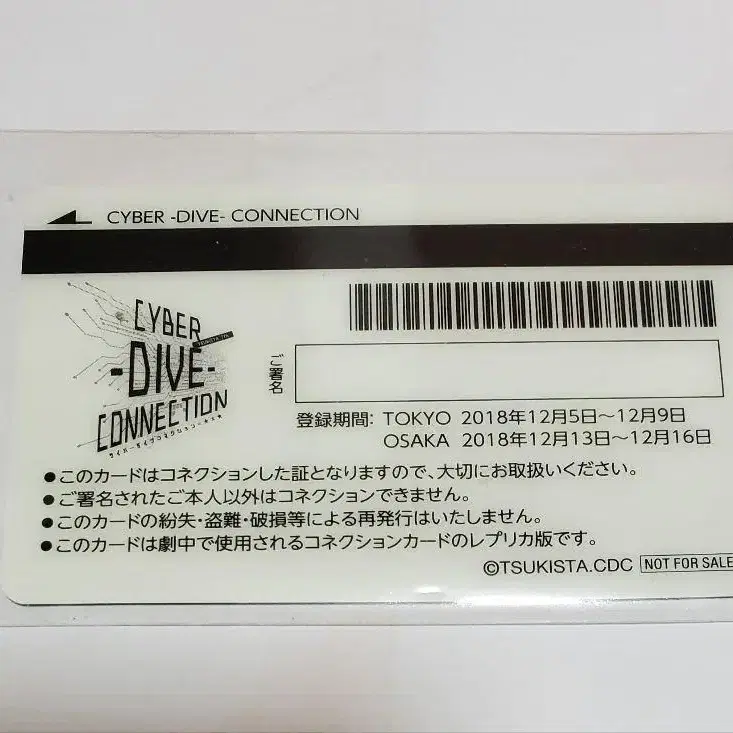 CYBER -DIVE- CONNECTION
CYBER
TSUKISTA.
-DIVE-
CONNECTION
ご署名
登録期間: TOKYO 2018年12月5日～12月9日
OSAKA 2018年12月13日～12月16日
●このカードはコネクションした証となりますので、大切にお取扱いください。
●ご署名されたご本人以外はコネクションできません。
●このカードの紛失・盗難・破損等による再発行はいたしません。
●このカードは劇中で使用されるコネクションカードのレプリカ版です。
©TSUKISTA.CDC NOT FOR SALE